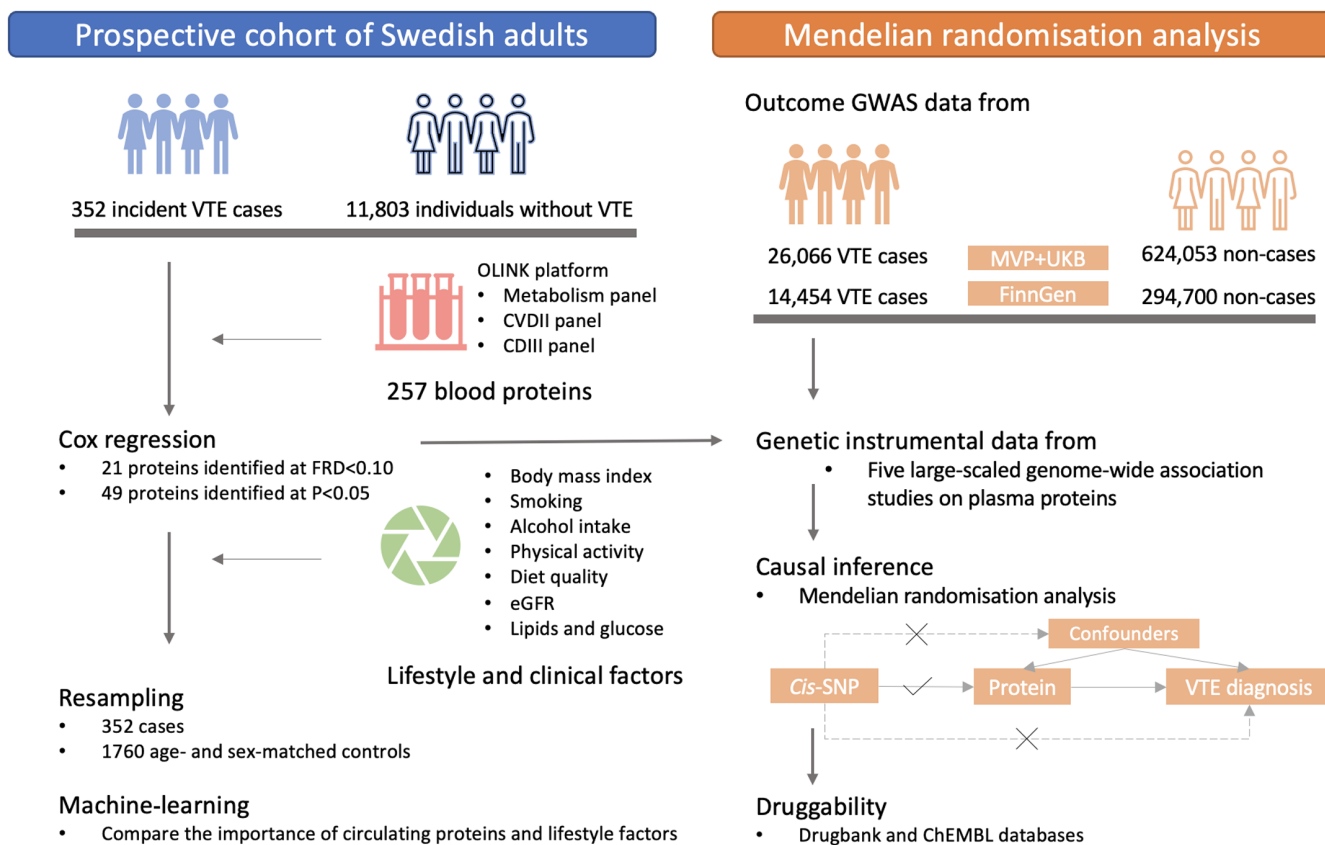 Prospective cohort of Swedish adults
352 incident VTE cases
11,803 individuals without VTE
OLINK platform
• Metabolism panel
• CVDII panel
• CDIII panel
257 blood proteins
Cox regression
• 21 proteins identified at FRD<0.10
• 49 proteins identified at P<0.05
• Body mass index
• Smoking
• Alcohol intake
• Physical activity
• Diet quality
• eGFR
• Lipids and glucose
Lifestyle and clinical factors
Resampling
• 352 cases
• 1760 age- and sex-matched controls
Machine-learning
• Compare the importance of circulating proteins and lifestyle factors
Mendelian randomisation analysis
Outcome GWAS data from
26,066 VTE cases
MVP+UKB
624,053 non-cases
14,454 VTE cases
FinnGen
294,700 non-cases
Genetic instrumental data from
• Five large-scaled genome-wide association
studies on plasma proteins
Causal inference
• Mendelian randomisation analysis
Confounders
Cis-SNP
Protein
VTE diagnosis
Druggability
• Drugbank and ChEMBL databases